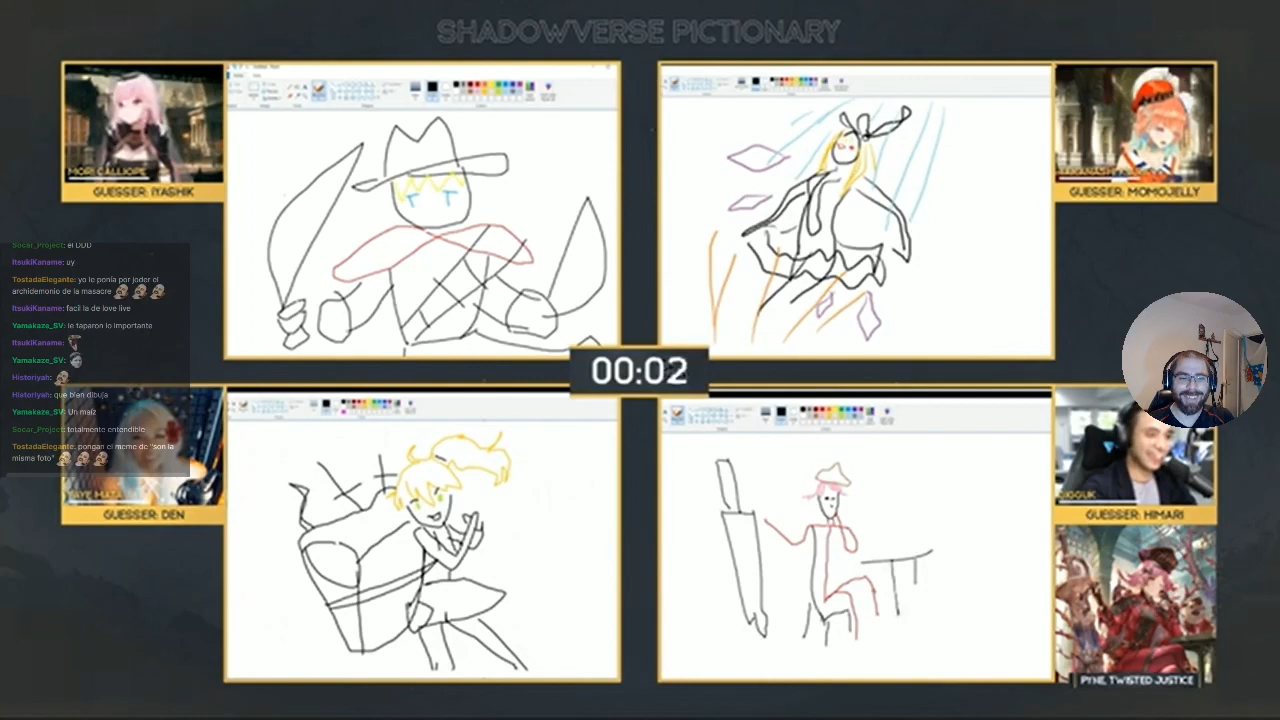 SHADOWVERSE PICTIONARY
MORI CALLIOPE
GUESSER: IYASHIK
GUESSER: MOMOJELLY
Socar_Project: el DDD
ItsukiKaname: uy
TostadaElegante: yo le ponía por joder el
archidemonio de la masacre
ItsukiKaname: facil la de love live
Yamakaze_SV: le taparon lo importante
ItsukiKaname:
Yamakaze_SV:
Historiyah:
Historiyah: que bien dibuja
Yamakaze_SV: Un maíz
Socar_Project: totalmente entendible
TostadaElegante: pongan el meme de "son la
misma foto"
00:02
GUESSER: DEN
GIGGUK
GUESSER: HIMARI
PYNE, TWISTED JUSTICE